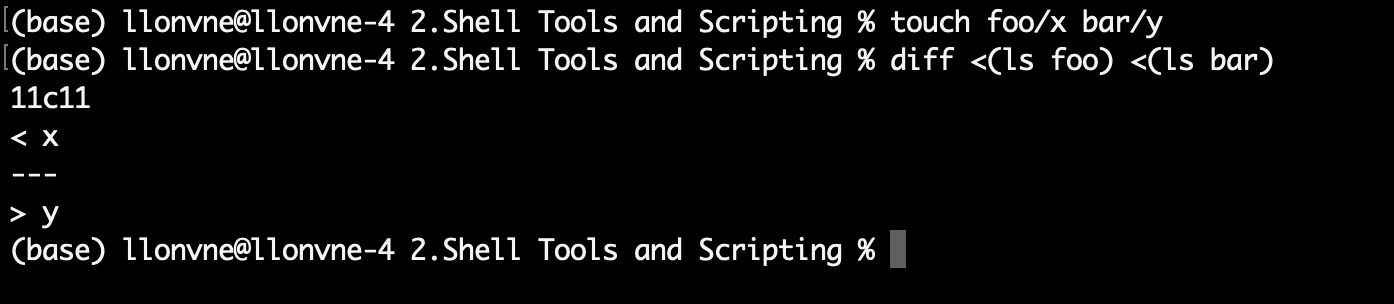 (base) llonvne@llonvne-4 2.Shell Tools and Scripting % touch foo/x bar/y
(base) llonvne@llonvne-4 2.Shell Tools and Scripting % diff <(ls foo) <(ls bar)
11c11
< x
---
> y
(base) llonvne@llonvne-4 2.Shell Tools and Scripting %